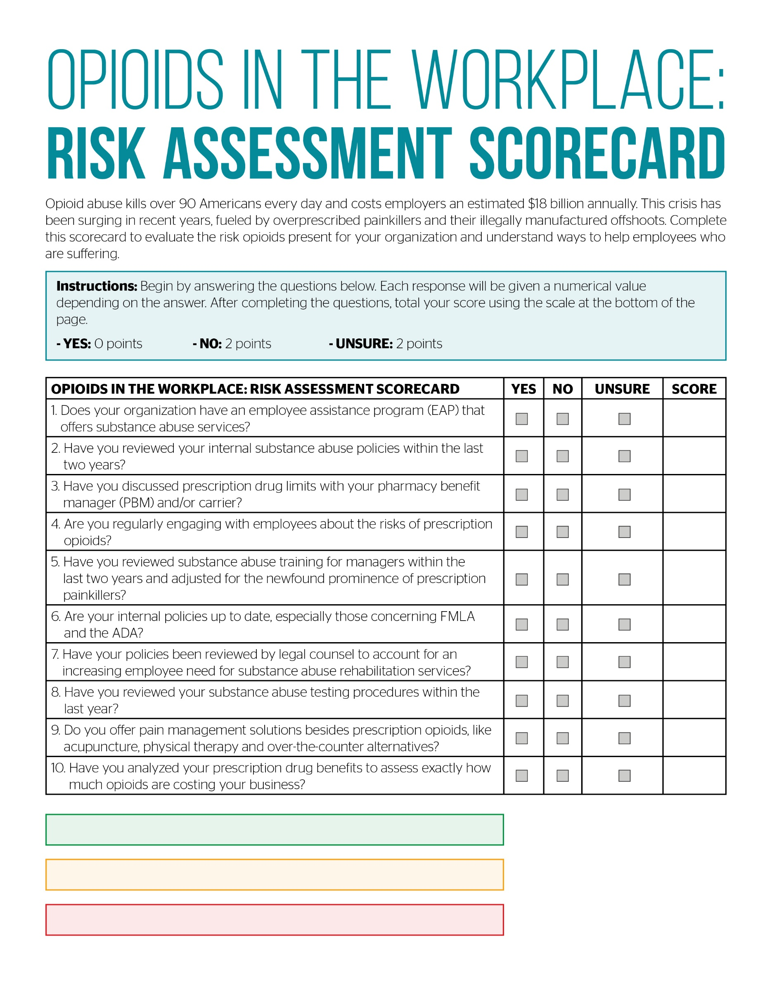 OPIOIDS IN THE WORKPLACE:
RISK ASSESSMENT SCORECARD
Opioid abuse kills over 90 Americans every day and costs employers an estimated $18 billion annually. This crisis has
been surging in recent years, fueled by overprescribed painkillers and their illegally manufactured offshoots. Complete
this scorecard to evaluate the risk opioids present for your organization and understand ways to help employees who
are suffering.
Instructions: Begin by answering the questions below. Each response will be given a numerical value
depending on the answer. After completing the questions, total your score using the scale at the bottom of the
page.
- YES: 0 points - NO: 2 points - UNSURE: 2 points
OPIOIDS IN THE WORKPLACE: RISK ASSESSMENT SCORECARD YES NO UNSURE SCORE
1. Does your organization have an employee assistance program (EAP) that
offers substance abuse services?
2. Have you reviewed your internal substance abuse policies within the last
two years?
3. Have you discussed prescription drug limits with your pharmacy benefit
manager (PBM) and/or carrier?
4. Are you regularly engaging with employees about the risks of prescription
opioids?
5. Have you reviewed substance abuse training for managers within the
last two years and adjusted for the newfound prominence of prescription
painkillers?
6. Are your internal policies up to date, especially those concerning FMLA
and the ADA?
7. Have your policies been reviewed by legal counsel to account for an
increasing employee need for substance abuse rehabilitation services?
8. Have you reviewed your substance abuse testing procedures within the
last year?
9. Do you offer pain management solutions besides prescription opioids, like
acupuncture, physical therapy and over-the-counter alternatives?
10. Have you analyzed your prescription drug benefits to assess exactly how
much opioids are costing your business?